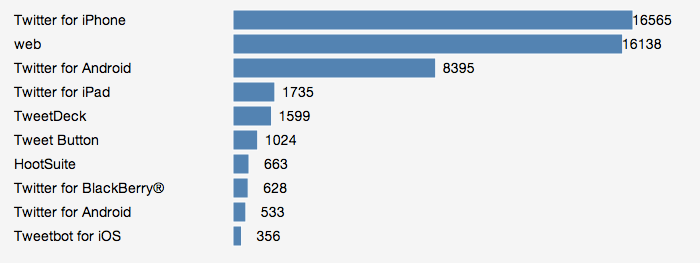 Twitter for iPhone 16565
web 16138
Twitter for Android 8395
Twitter for iPad 1735
TweetDeck 1599
Tweet Button 1024
HootSuite 663
Twitter for BlackBerry® 628
Twitter for Android 533
Tweetbot for iOS 356